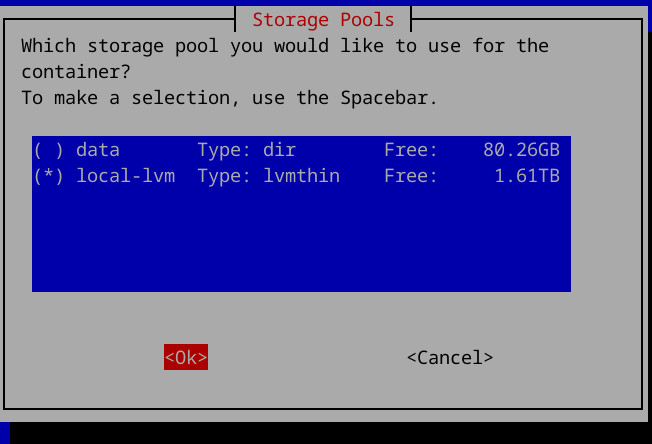 Storage Pools
Which storage pool you would like to use for the
container?
To make a selection, use the Spacebar.
( ) data       Type: dir        Free:    80.26GB
(*) local-lvm  Type: lvmthin    Free:     1.61TB
<Ok>                  <Cancel>